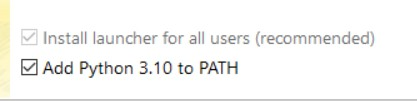 Install launcher for all users (recommended)
Add Python 3.10 to PATH